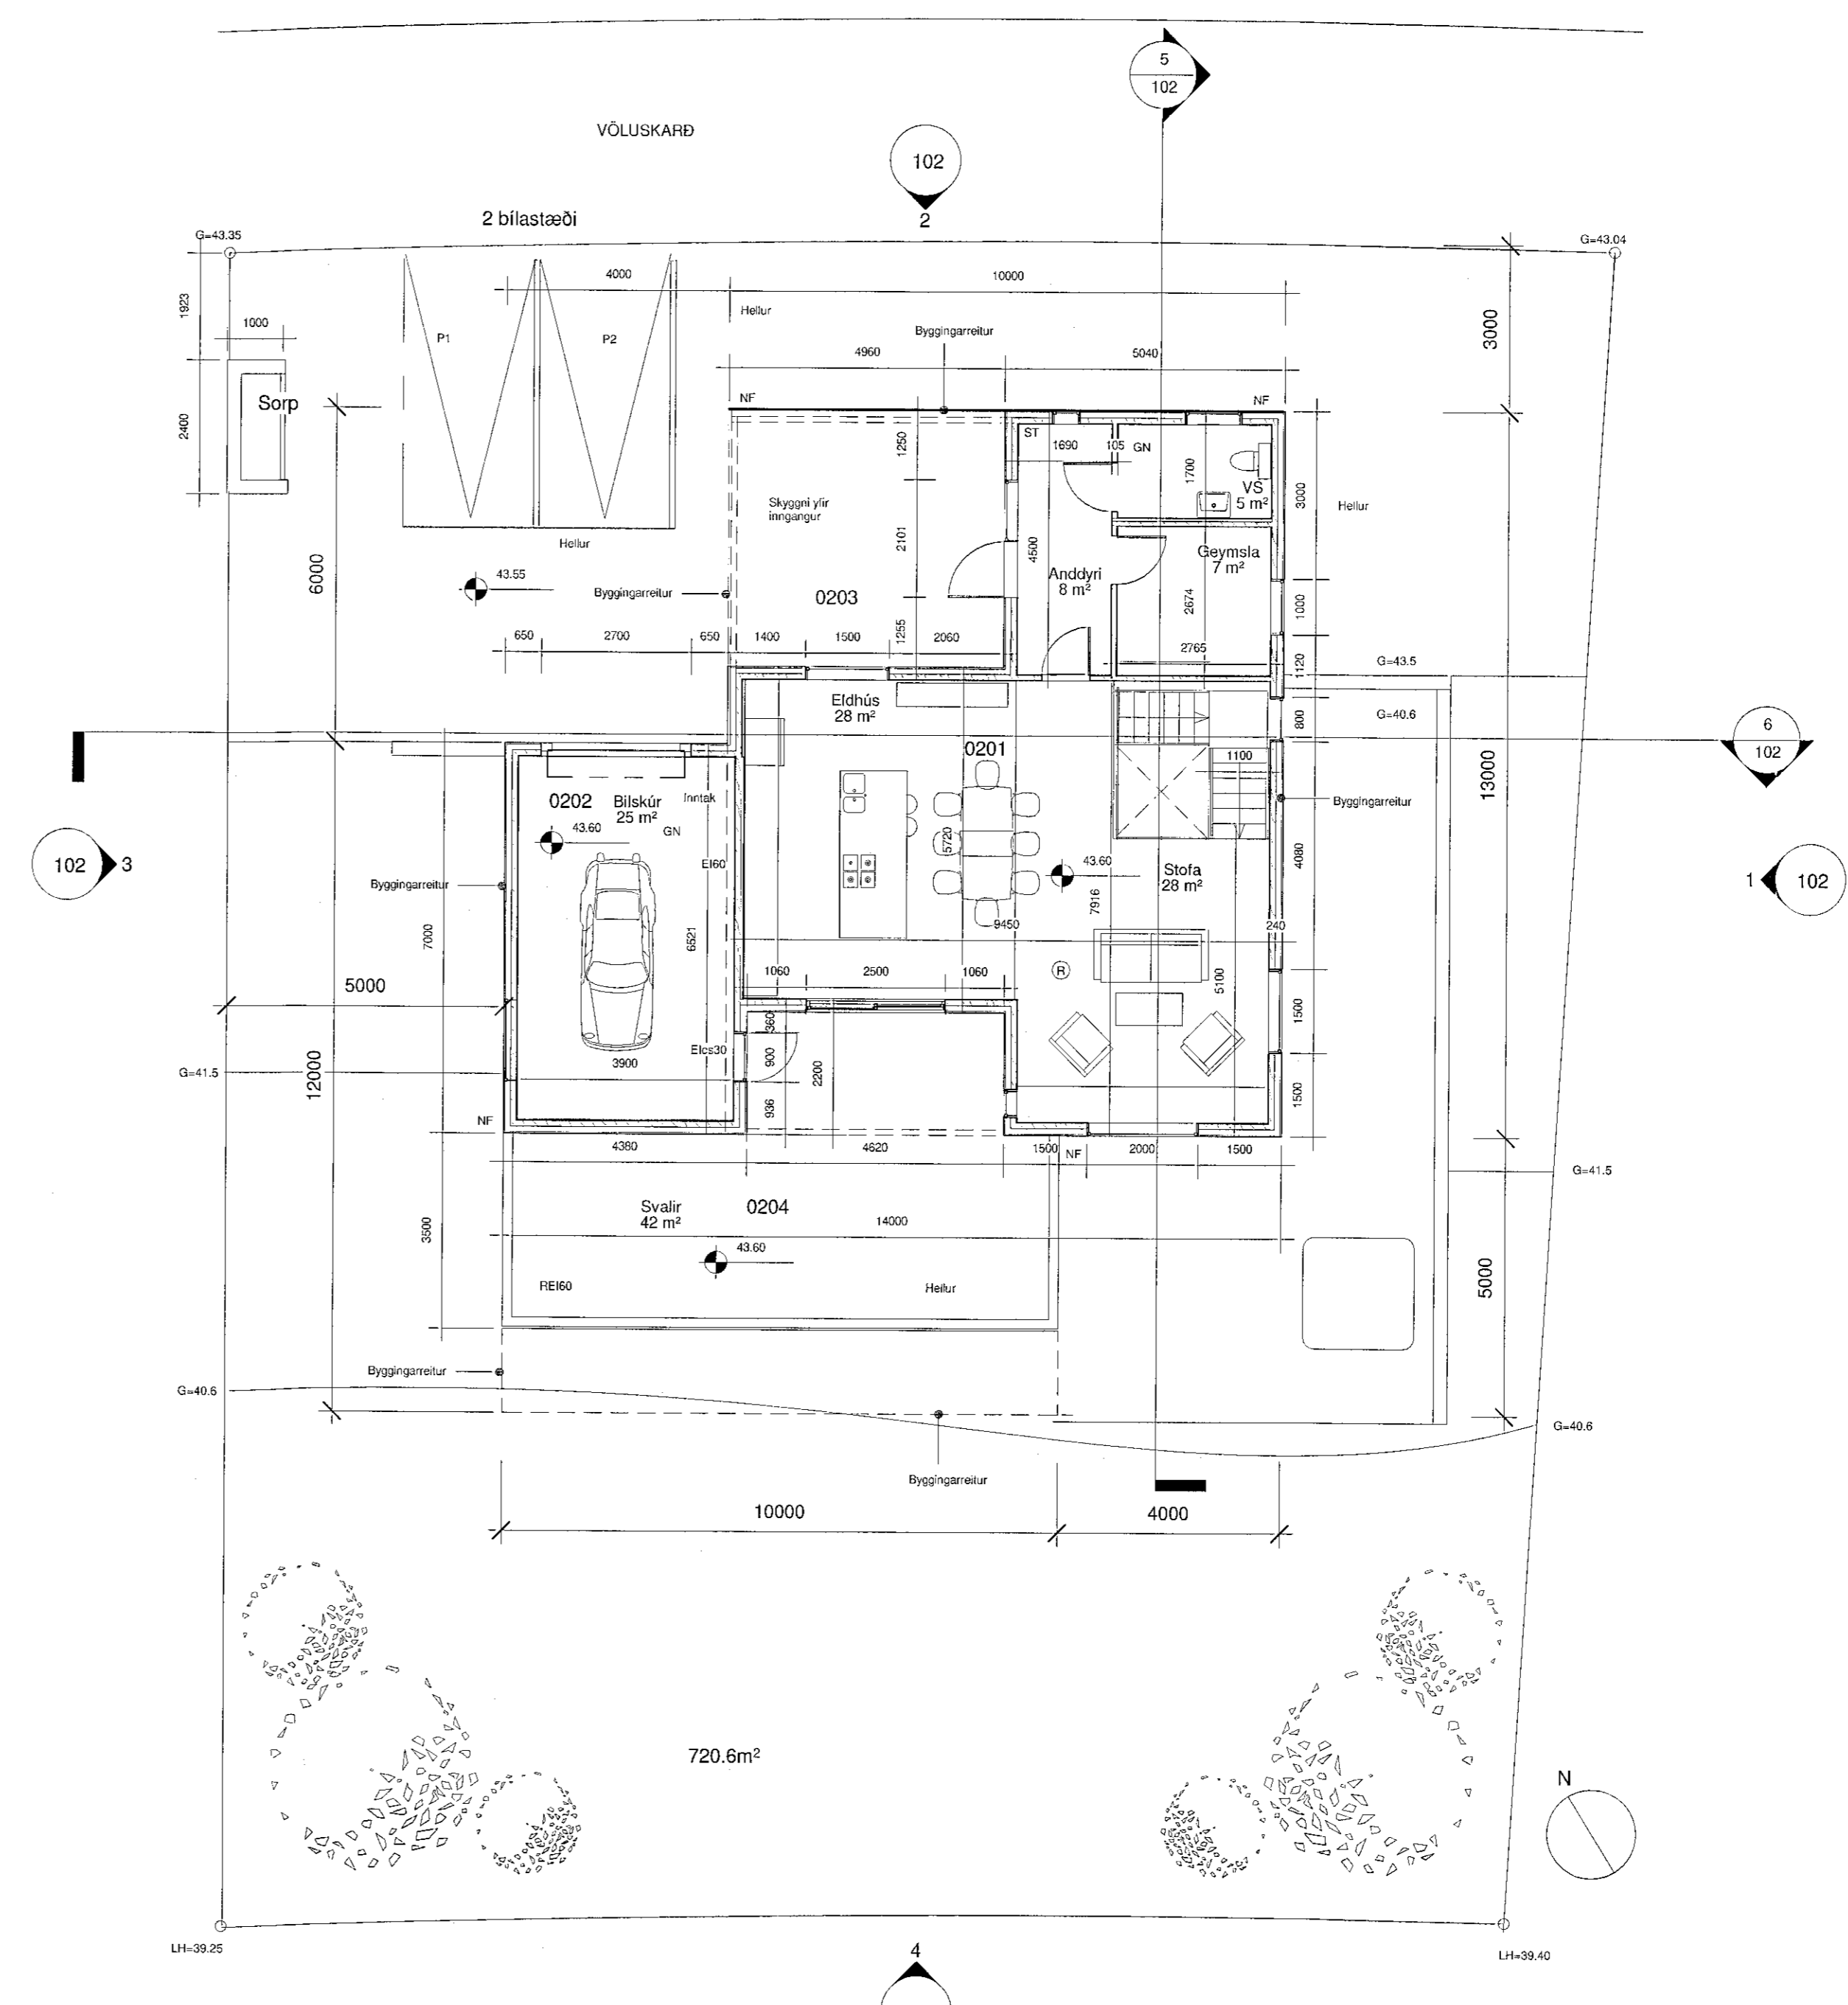 5
102
VÖLUSKARÐ
102
2
2 bílastæði
G=43.35
G=43.04
4000
10000
1923
1000
Hellur
P1
P2
Byggingarreitur
3000
4960
5040
Sorp
NF
NF
2400
ST
1690
105
GN
1250
1700
VS
5 m²
3000
Hellur
Skyggni yfir
inngangur
Hellur
2101
4500
Geymsla
7 m²
6000
43.55
Anddyri
8 m²
Byggingarreitur
0203
2674
1000
650
2700
650
1400
1500
1255
2060
2765
1120
G=43.5
Eldhús
28 m²
G=40.6
800
6
102
0201
1100
13000
0202
Bílskúr
25 m²
Inntak
Byggingarreitur
43.60
GN
5720
4080
EI60
43.60
Stofa
28 m²
102
3
1
102
Byggingarreitur
7916
7000
6521
9450
240
1060
2500
1060
R
5000
5100
1500
360
EIcs30
900
3900
2200
G=41.5
12000
936
1500
NF
4380
4620
1500
NF
2000
1500
G=41.5
Svalir
42 m²
0204
14000
3500
43.60
5000
REI60
Hellur
Byggingarreitur
G=40.6
G=40.6
Byggingarreitur
10000
4000
720.6m²
N
LH=39.25
LH=39.40
4